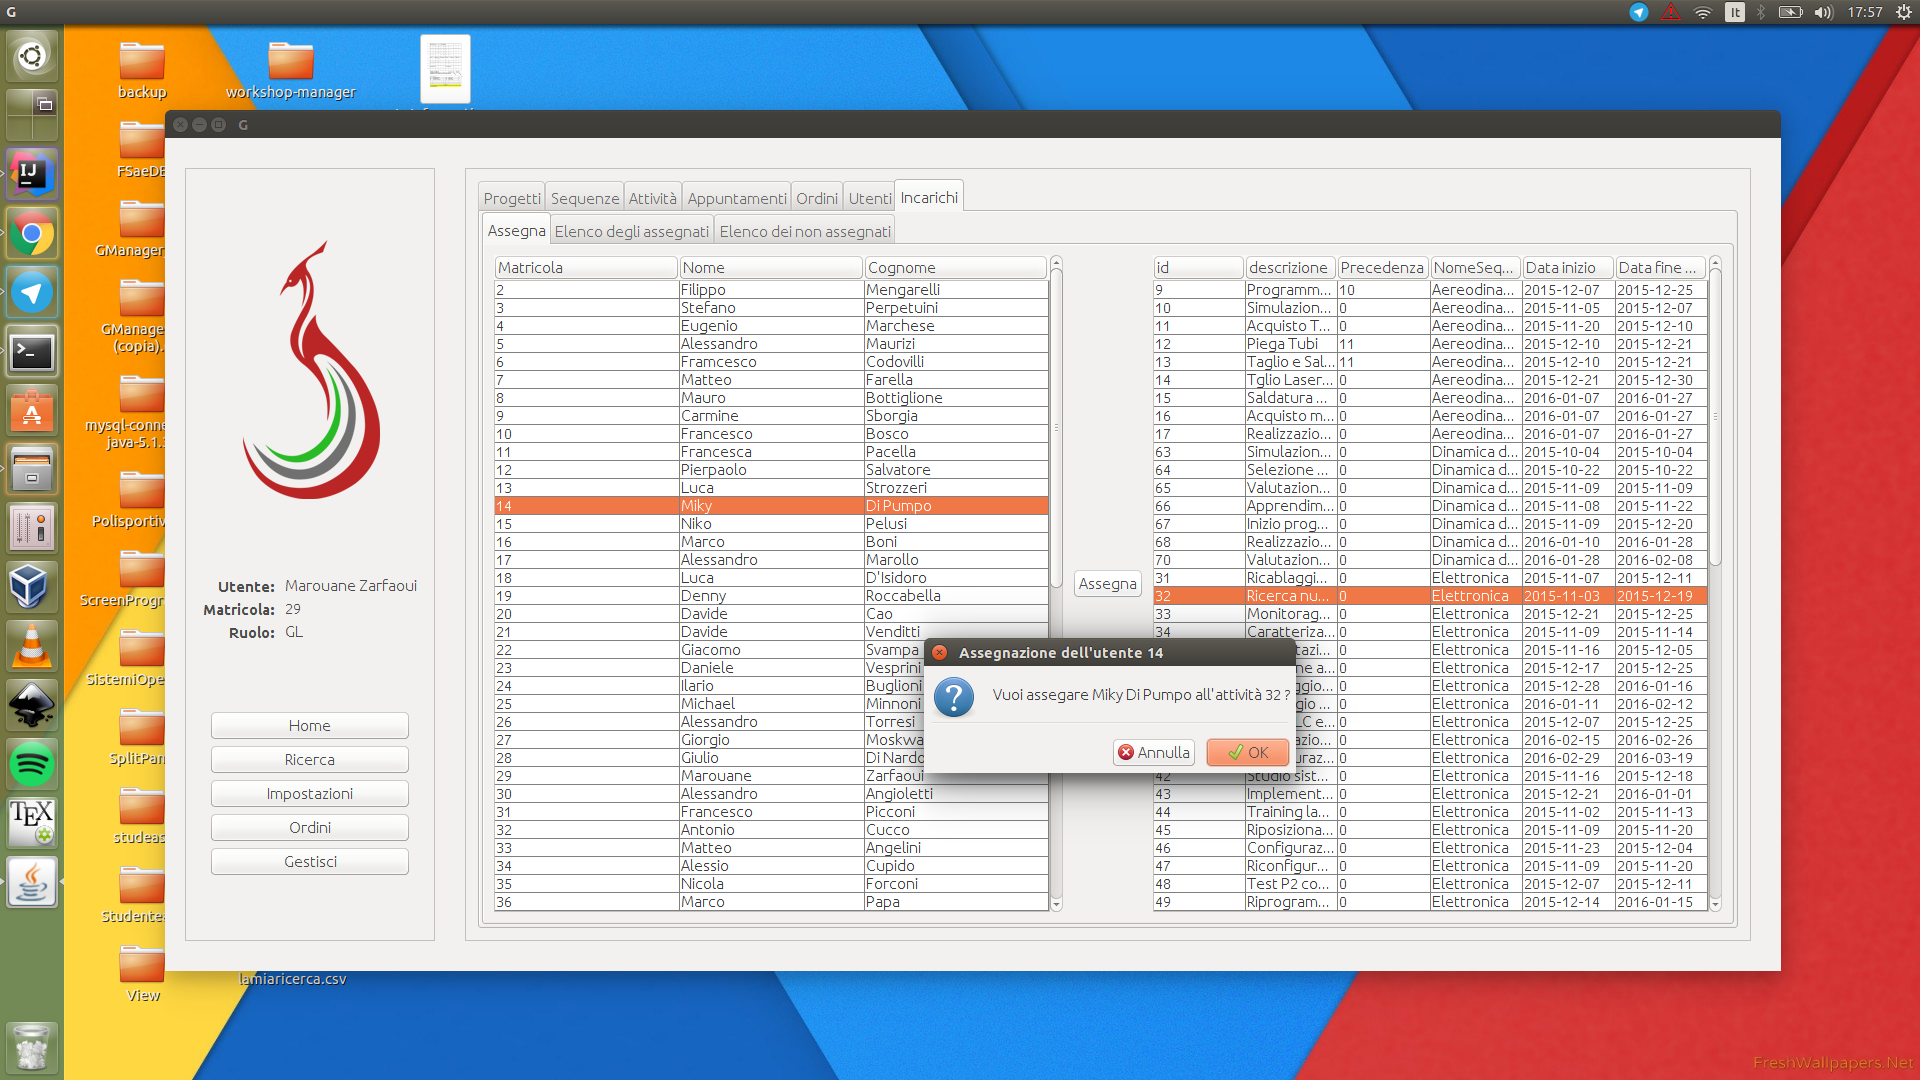 G
It
17:57
backup
workshop-manager
FSaeDB
GManager
GManage
(copia).
mysql-conne
java-5.1.3
Polisportiv
ScreenProgr
SistemiOpe
SplitPan
studeas
Studente
View
lamiaricerca.csv
G
Utente: Marouane Zarfaoui
Matricola: 29
Ruolo: GL
Home
Ricerca
Impostazioni
Ordini
Gestisci
Progetti Sequenze Attività Appuntamenti Ordini Utenti Incarichi
Assegna Elenco degli assegnati Elenco dei non assegnati
Matricola Nome Cognome
2 Filippo Mengarelli
3 Stefano Perpetuini
4 Eugenio Marchese
5 Alessandro Maurizi
6 Framcesco Codovilli
7 Matteo Farella
8 Mauro Bottiglione
9 Carmine Sborgia
10 Francesco Bosco
11 Francesca Pacella
12 Pierpaolo Salvatore
13 Luca Strozzeri
14 Miky Di Pumpo
15 Niko Pelusi
16 Marco Boni
17 Alessandro Marollo
18 Luca D'Isidoro
19 Denny Roccabella
20 Davide Cao
21 Davide Venditti
22 Giacomo Svampa
23 Daniele Vesprini
24 Ilario Buglioni
25 Michael Minnoni
26 Alessandro Torresi
27 Giorgio Moskwa
28 Giulio Di Nardo
29 Marouane Zarfaoui
30 Alessandro Angioletti
31 Francesco Picconi
32 Antonio Cucco
33 Matteo Angelini
34 Alessio Cupido
35 Nicola Forconi
36 Marco Papa
Assegna
id descrizione Precedenza NomeSeq... Data inizio Data fine ...
9 Programm... 10 Aereodina... 2015-12-07 2015-12-25
10 Simulazion... 0 Aereodina... 2015-11-05 2015-12-07
11 Acquisto T... 0 Aereodina... 2015-11-20 2015-12-10
12 Piega Tubi 11 Aereodina... 2015-12-10 2015-12-21
13 Taglio e Sal... 11 Aereodina... 2015-12-10 2015-12-21
14 Tglio Laser... 0 Aereodina... 2015-12-21 2015-12-30
15 Saldatura ... 0 Aereodina... 2016-01-07 2016-01-27
16 Acquisto m... 0 Aereodina... 2016-01-07 2016-01-27
17 Realizzazio... 0 Aereodina... 2016-01-07 2016-01-27
63 Simulazion... 0 Dinamica d... 2015-10-04 2015-10-04
64 Selezione ... 0 Dinamica d... 2015-10-22 2015-10-22
65 Valutazion... 0 Dinamica d... 2015-11-09 2015-11-09
66 Apprendim... 0 Dinamica d... 2015-11-08 2015-11-22
67 Inizio prog... 0 Dinamica d... 2015-11-09 2015-12-20
68 Realizzazio... 0 Dinamica d... 2016-01-10 2016-01-28
70 Valutazion... 0 Dinamica d... 2016-01-28 2016-02-08
31 Ricablaggi... 0 Elettronica 2015-11-07 2015-12-11
32 Ricerca nu... 0 Elettronica 2015-11-03 2015-12-19
33 Monitorag... 0 Elettronica 2015-12-21 2015-12-25
34 Caratteriza... 0 Elettronica 2015-11-09 2015-11-14
tazi... 0 Elettronica 2015-11-16 2015-12-05
ne a... 0 Elettronica 2015-12-17 2015-12-25
ggio... 0 Elettronica 2015-12-28 2016-01-16
gio ... 0 Elettronica 2016-01-11 2016-02-12
LC e... 0 Elettronica 2015-12-07 2015-12-25
azio... 0 Elettronica 2016-02-15 2016-02-26
uraz... 0 Elettronica 2016-02-29 2016-03-19
42 Studio sist... 0 Elettronica 2015-11-16 2015-12-18
43 Implement... 0 Elettronica 2015-12-21 2016-01-01
44 Training la... 0 Elettronica 2015-11-02 2015-11-13
45 Riposiziona... 0 Elettronica 2015-11-09 2015-11-20
46 Configuraz... 0 Elettronica 2015-11-23 2015-12-04
47 Riconfigur... 0 Elettronica 2015-11-09 2015-11-20
48 Test P2 co... 0 Elettronica 2015-12-07 2015-12-11
49 Riprogram... 0 Elettronica 2015-12-14 2016-01-15
Assegnazione dell'utente 14
Vuoi assegare Miky Di Pumpo all'attività 32 ?
Annulla OK
IJ
TEX
FreshWallpapers.Net